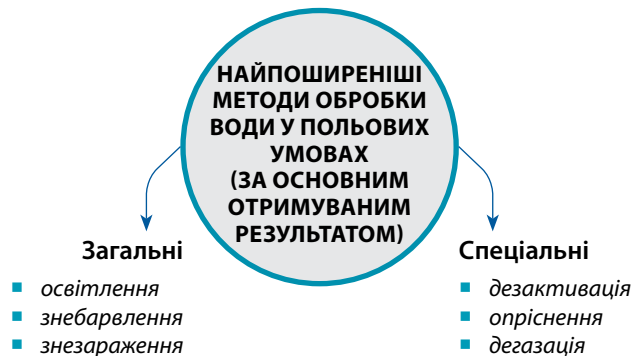 НАЙПОШИРЕНІШІ
МЕТОДИ ОБРОБКИ
ВОДИ У ПОЛЬОВИХ
УМОВАХ
(ЗА ОСНОВНИМ
ОТРИМУВАНИМ
РЕЗУЛЬТАТОМ)
Загальні
освітлення
знебарвлення
знезараження
Спеціальні
дезактивація
опріснення
дегазація